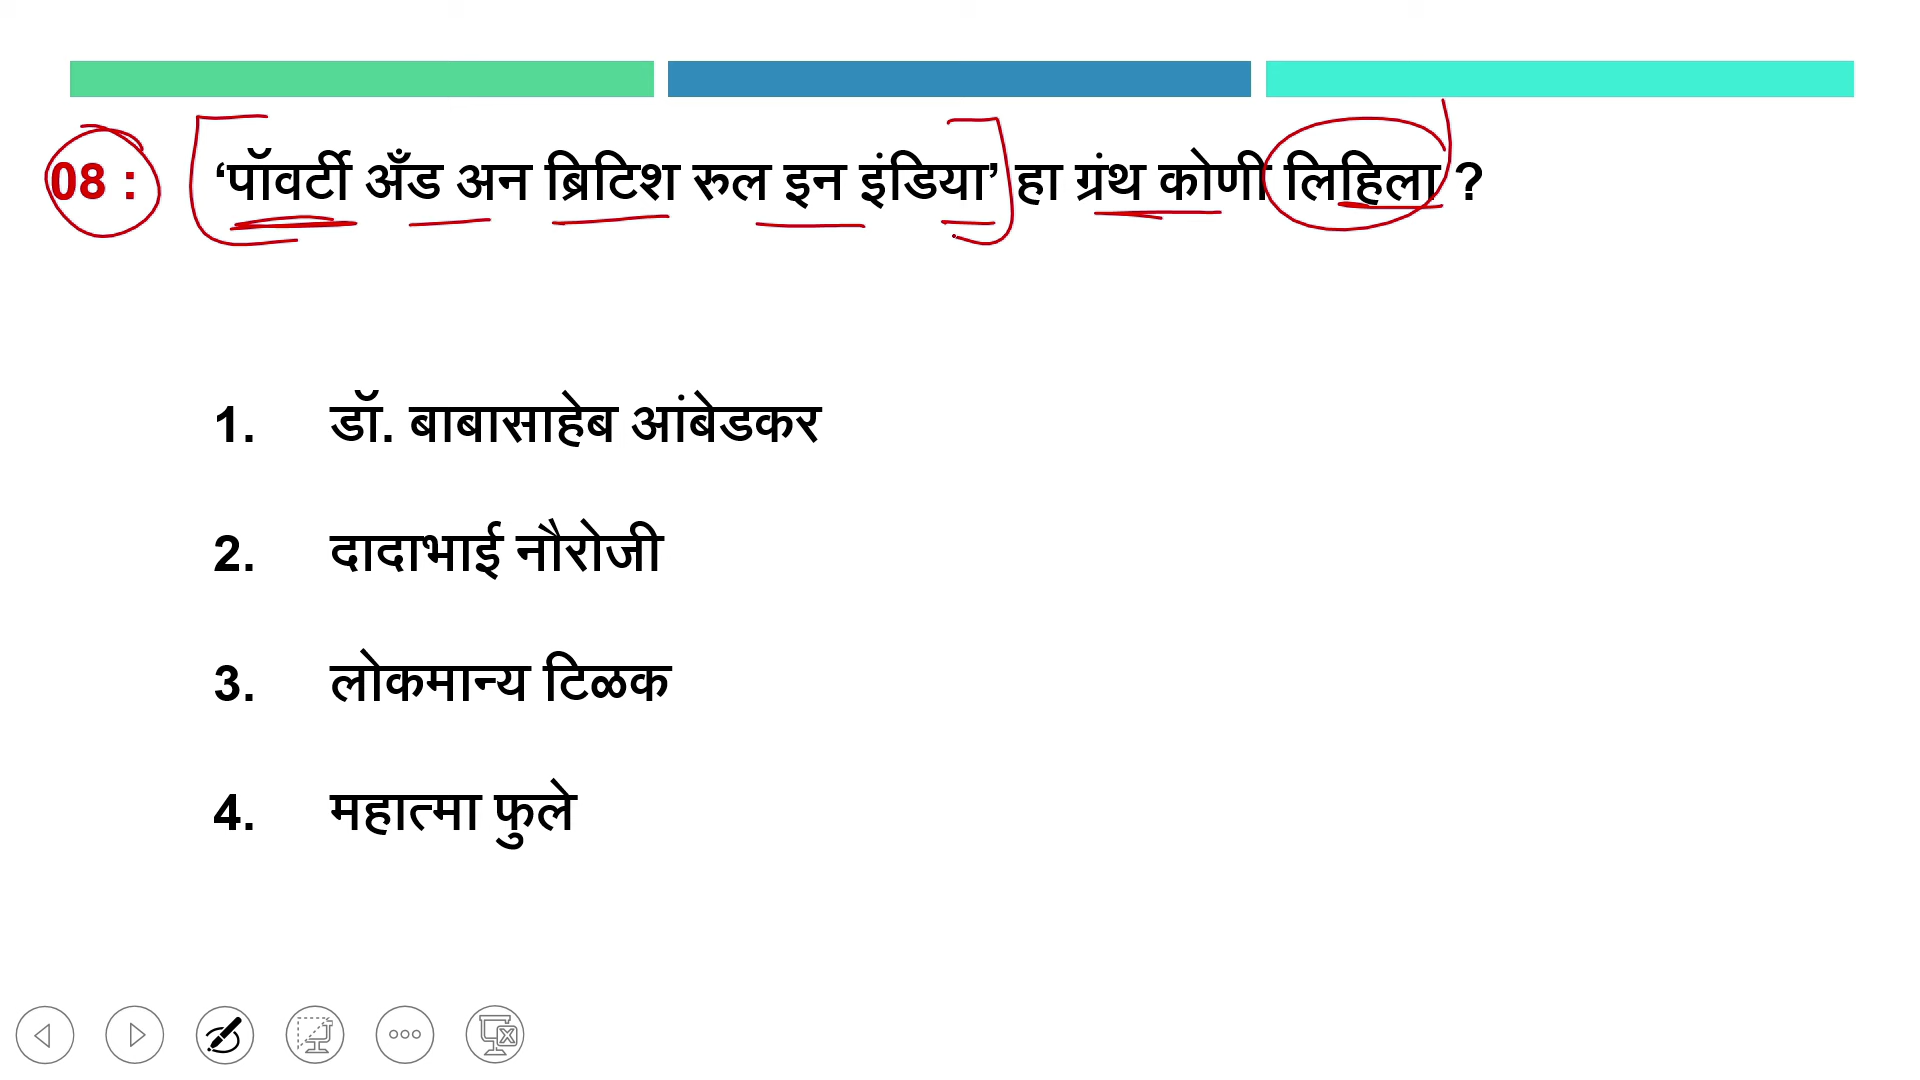 08 : ‘पॉवर्टी अँड अन ब्रिटिश रुल इन इंडिया’ हा ग्रंथ कोणी लिहिला ?
1. डॉ. बाबासाहेब आंबेडकर
2. दादाभाई नौरोजी
3. लोकमान्य टिळक
4. महात्मा फुले